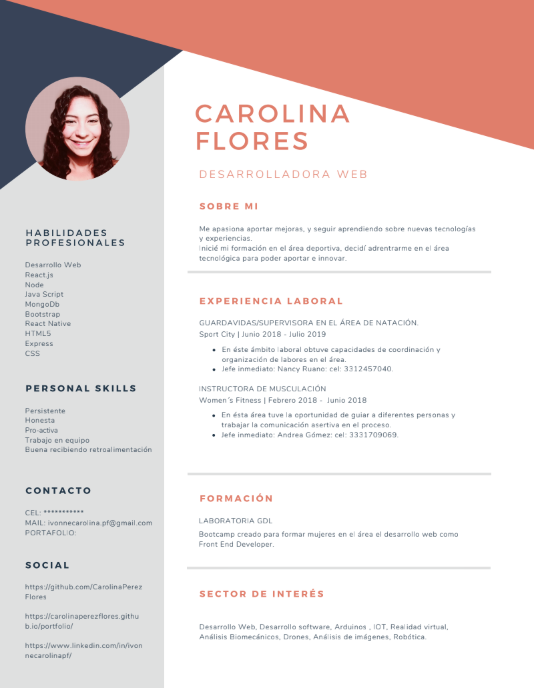 CAROLINA
FLORES
DESARROLLADORA WEB
HABILIDADES
PROFESIONALES
Desarrollo Web
React.js
Node
Java Script
MongoDb
Bootstrap
React Native
HTML5
Express
CSS
PERSONAL SKILLS
Persistente
Honesta
Pro-activa
Trabajo en equipo
Buena recibiendo retroalimentación
CONTACTO
CEL: ***********
MAIL: ivonnecarolina.pf@gmail.com
PORTAFOLIO:
SOCIAL
https://github.com/CarolinaPerez
Flores
https://carolinaperezflores.githu
b.io/portfolio/
https://www.linkedin.com/in/ivon
necarolinapf/
SOBRE MI
Me apasiona aportar mejoras, y seguir aprendiendo sobre nuevas tecnologías
y experiencias.
Inicié mi formación en el área deportiva, decidí adrentrarme en el área
tecnológica para poder aportar e innovar.
EXPERIENCIA LABORAL
GUARDAVIDAS/SUPERVISORA EN EL ÁREA DE NATACIÓN.
Sport City | Junio 2018 - Julio 2019
• En éste ámbito laboral obtuve capacidades de coordinación y
organización de labores en el área.
• Jefe inmediato: Nancy Ruano: cel: 3312457040.
INSTRUCTORA DE MUSCULACIÓN
Women´s Fitness | Febrero 2018 - Junio 2018
• En ésta área tuve la oportunidad de guiar a diferentes personas y
trabajar la comunicación asertiva en el proceso.
• Jefe inmediato: Andrea Gómez: cel: 3331709069.
FORMACIÓN
LABORATORIA GDL
Bootcamp creado para formar mujeres en el área el desarrollo web como
Front End Developer.
SECTOR DE INTERÉS
Desarrollo Web, Desarrollo software, Arduinos , IOT, Realidad virtual,
Análisis Biomecánicos, Drones, Análisis de imágenes, Robótica.